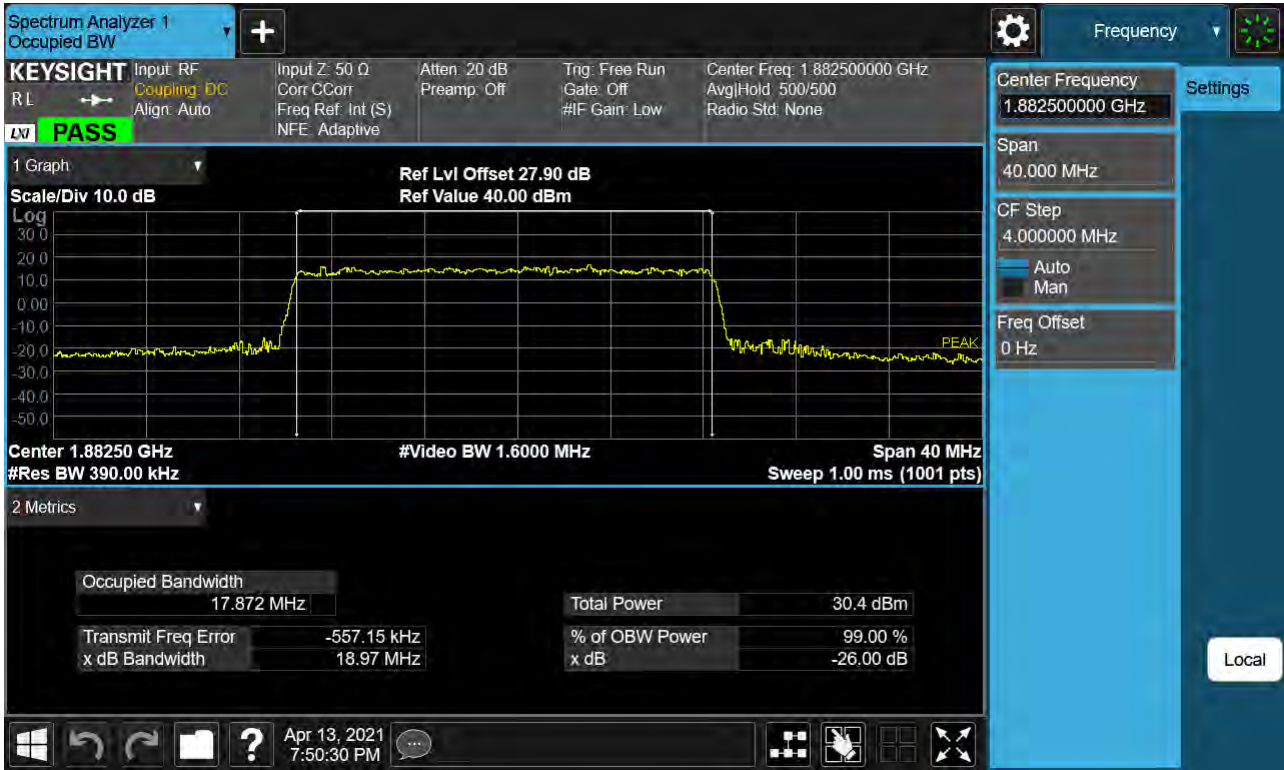 Spectrum Analyzer 1
Occupied BW
+
Frequency
KEYSIGHT
R L
LXI PASS
Input: RF
Coupling: DC
Align: Auto
Input Z: 50 Ω
Corr CCorr
Freq Ref: Int (S)
NFE: Adaptive
Atten: 20 dB
Preamp: Off
Trig: Free Run
Gate: Off
#IF Gain: Low
Center Freq: 1.882500000 GHz
Avg|Hold: 500/500
Radio Std: None
Center Frequency
1.882500000 GHz
Settings
Span
40.000 MHz
CF Step
4.000000 MHz
Auto
Man
Freq Offset
0 Hz
1 Graph
Ref Lvl Offset 27.90 dB
Scale/Div 10.0 dB
Ref Value 40.00 dBm
Log
30.0
20.0
10.0
0.00
-10.0
-20.0
-30.0
-40.0
-50.0
PEAK
Center 1.88250 GHz
#Video BW 1.6000 MHz
Span 40 MHz
#Res BW 390.00 kHz
Sweep 1.00 ms (1001 pts)
2 Metrics
Occupied Bandwidth
17.872 MHz
Total Power 30.4 dBm
Transmit Freq Error -557.15 kHz
% of OBW Power 99.00 %
x dB Bandwidth 18.97 MHz
x dB -26.00 dB
Local
?
Apr 13, 2021
7:50:30 PM